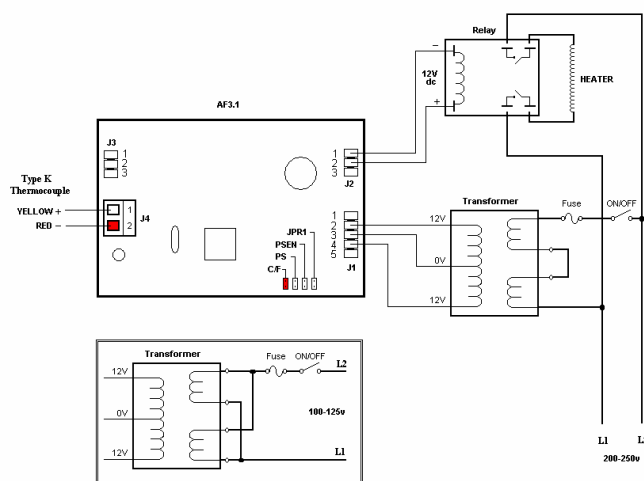 Relay
–
12V
dc
+
HEATER
AF3.1
J3
1
2
3
1
2
3
J2
Type K
Thermocouple
YELLOW +
RED –
1
2
J4
JPR1
PSEN
PS
C/F
1
2
3
4
5
J1
12V
0V
12V
Transformer
Fuse
ON/OFF
L1
L
200-250v
Transformer
12V
0V
12V
Fuse
ON/OFF
L2
100-125v
L1